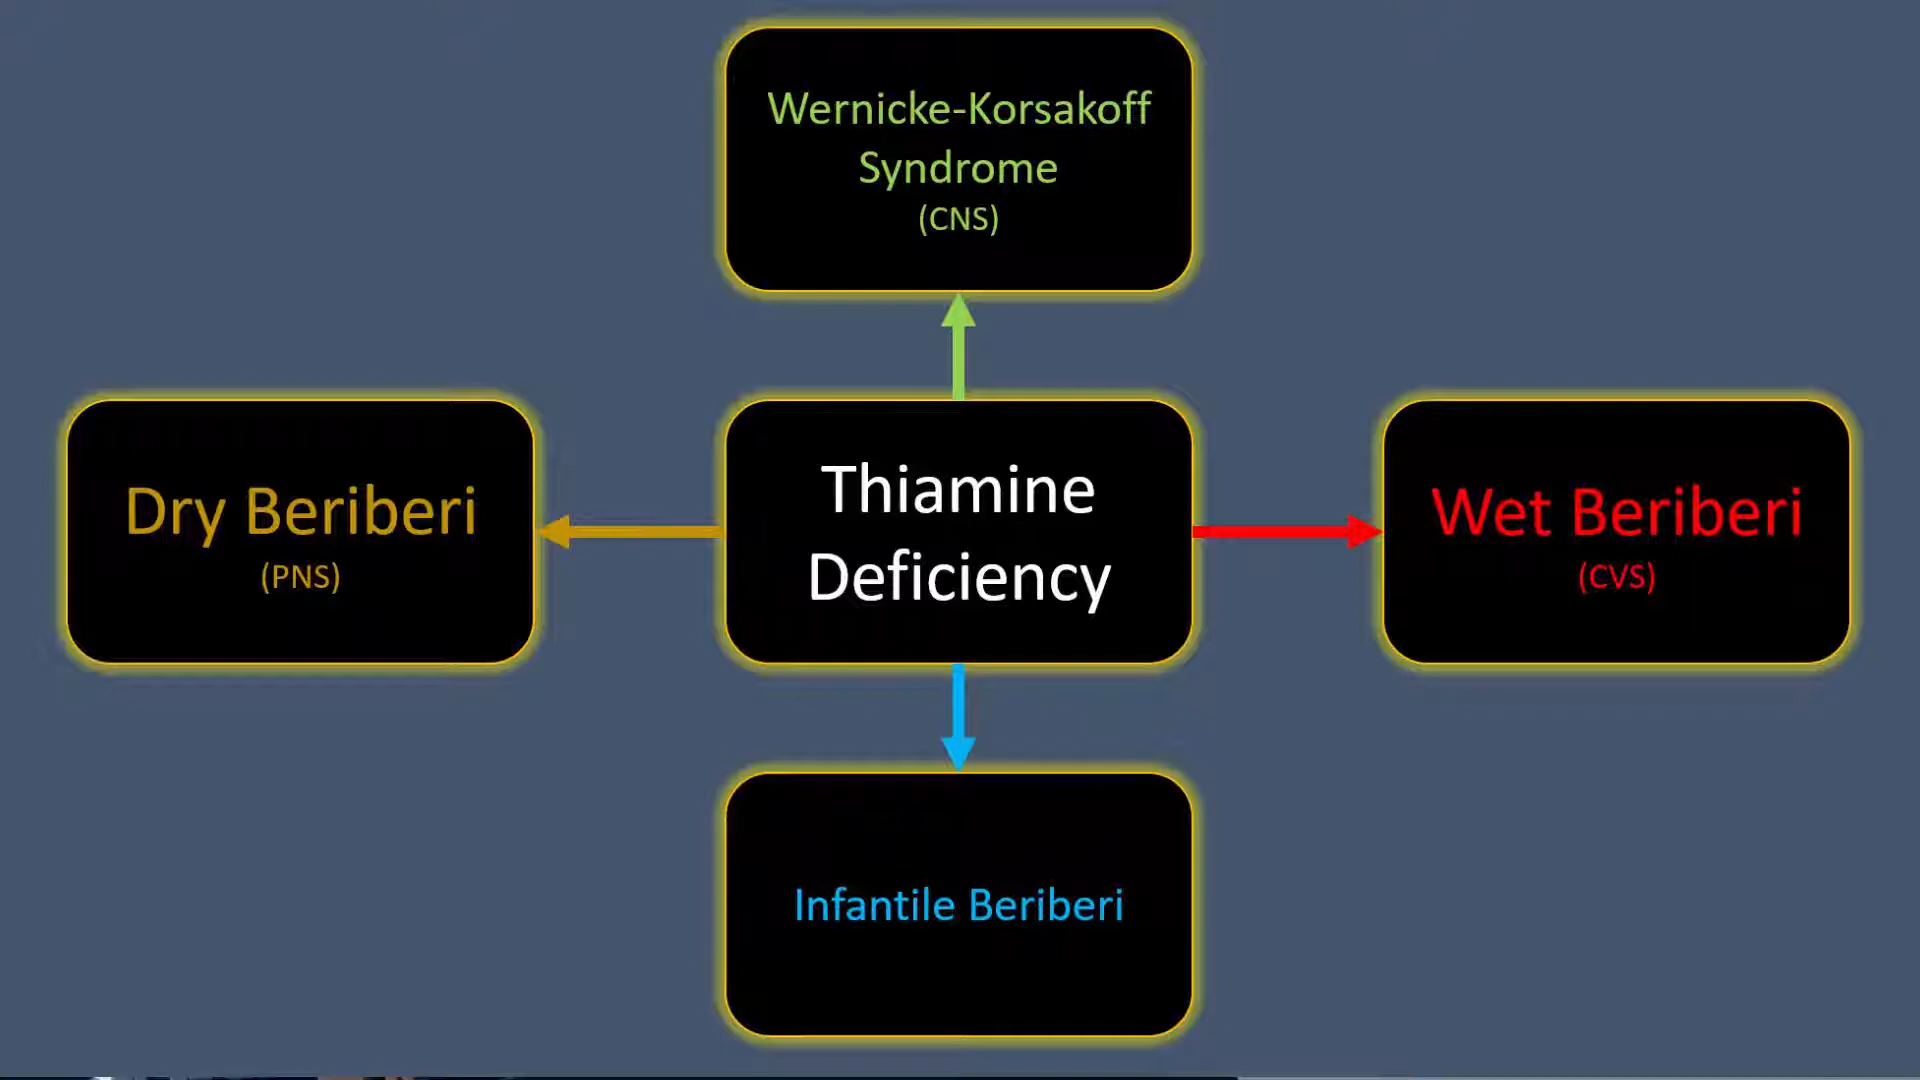 Wernicke-Korsakoff
Syndrome
(CNS)
Dry Beriberi
(PNS)
Thiamine
Deficiency
Wet Beriberi
(CVS)
Infantile Beriberi